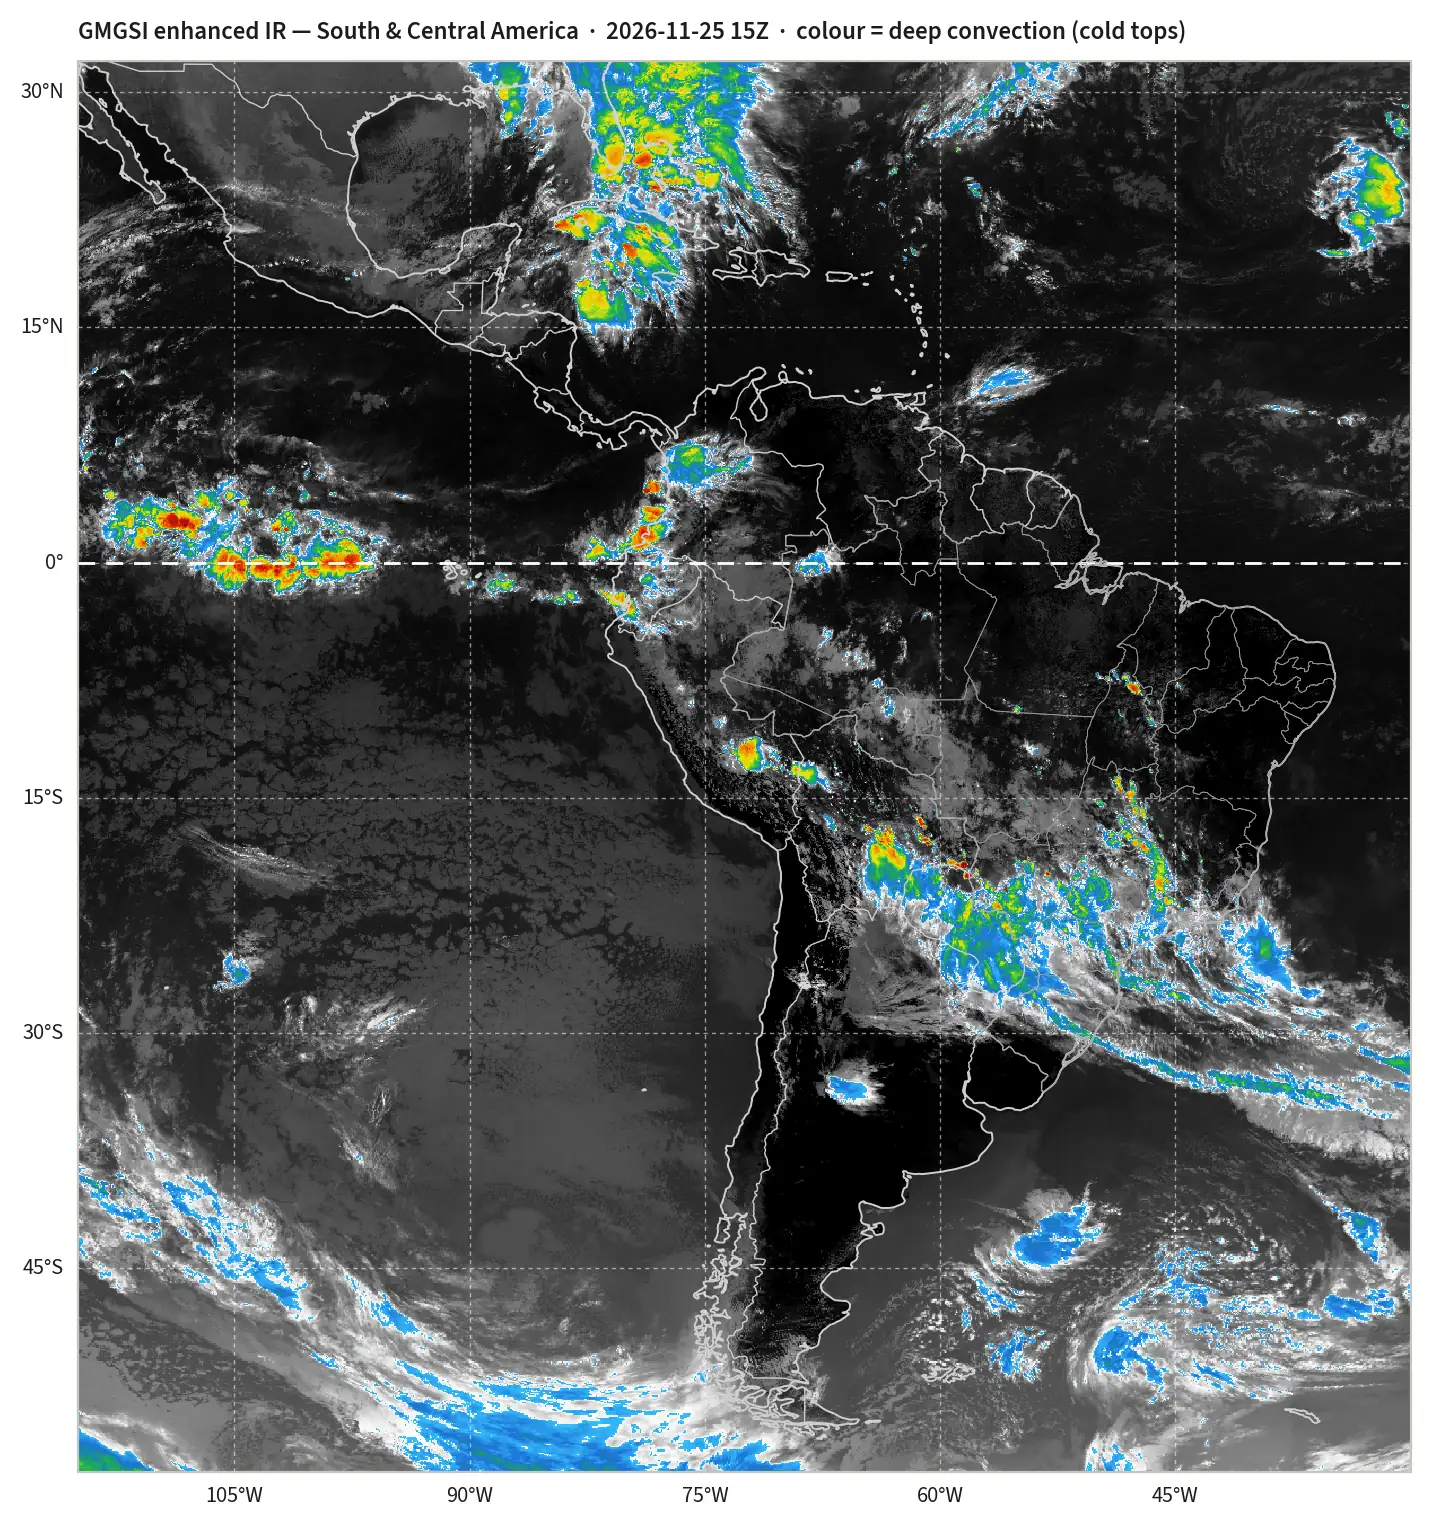 GMGSI enhanced IR — South & Central America · 2026-11-25 15Z · colour = deep convection (cold tops)
30°N
15°N
0°
15°S
30°S
45°S
105°W 90°W 75°W 60°W 45°W